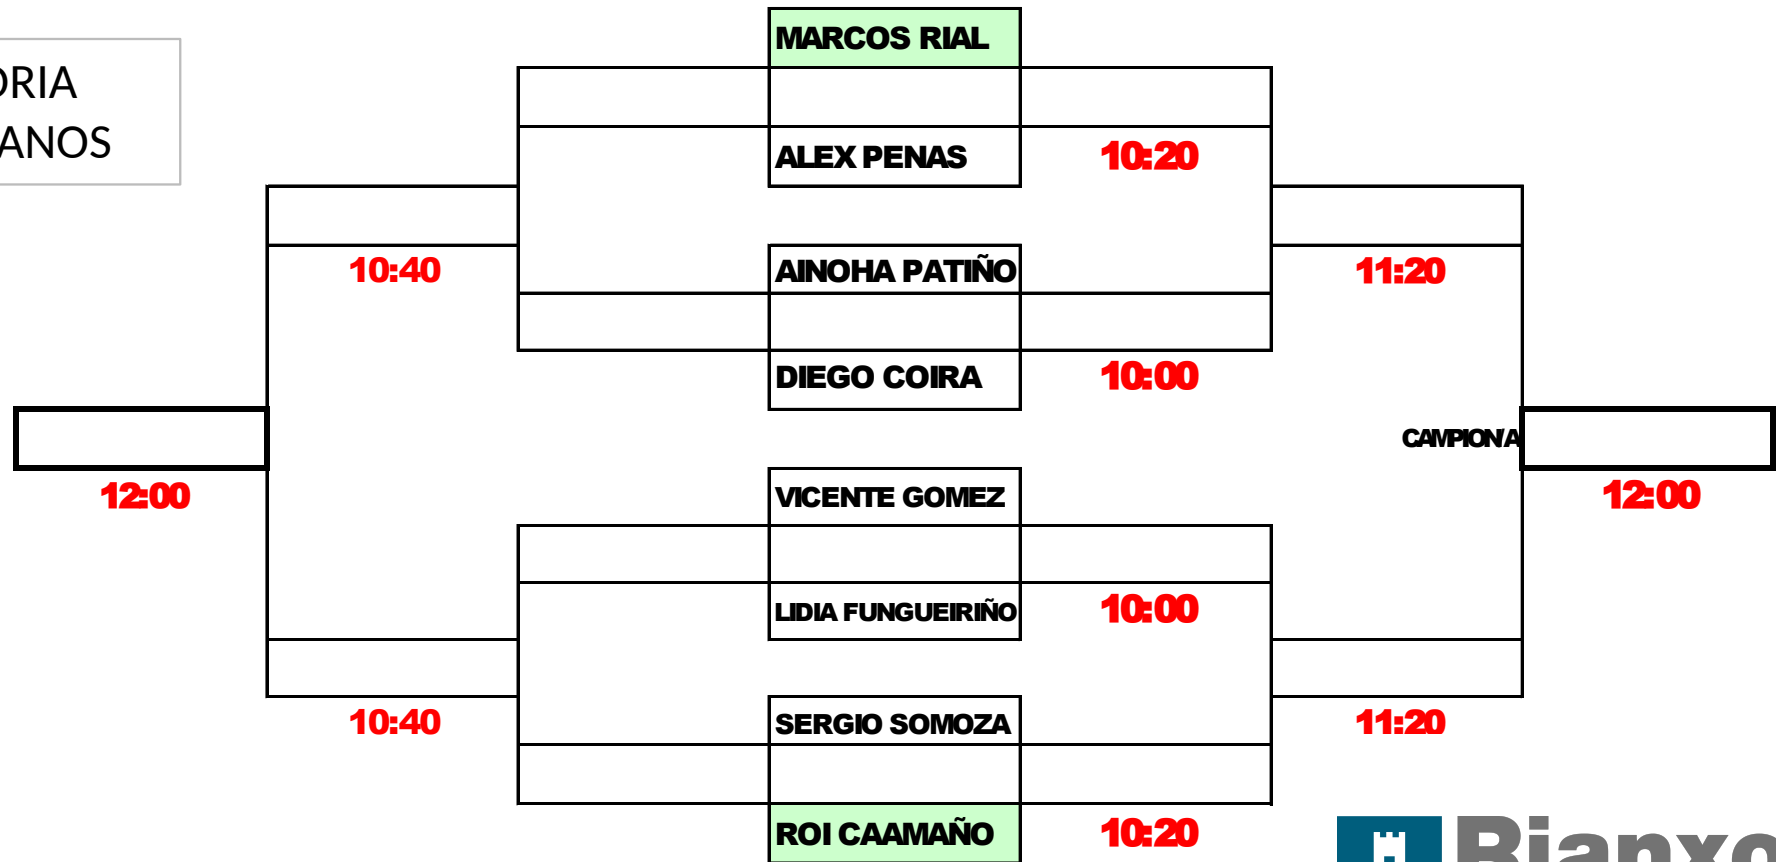 MARCOS RIAL
ORIA
ANOS
ALEX PENAS
10:20
10:40
AINOHA PATIÑO
11:20
DIEGO COIRA
10:00
CAMPION/A
12:00
VICENTE GOMEZ
12:00
LIDIA FUNGUEIRIÑO
10:00
10:40
SERGIO SOMOZA
11:20
ROI CAAMAÑO
10:20
Rianxo